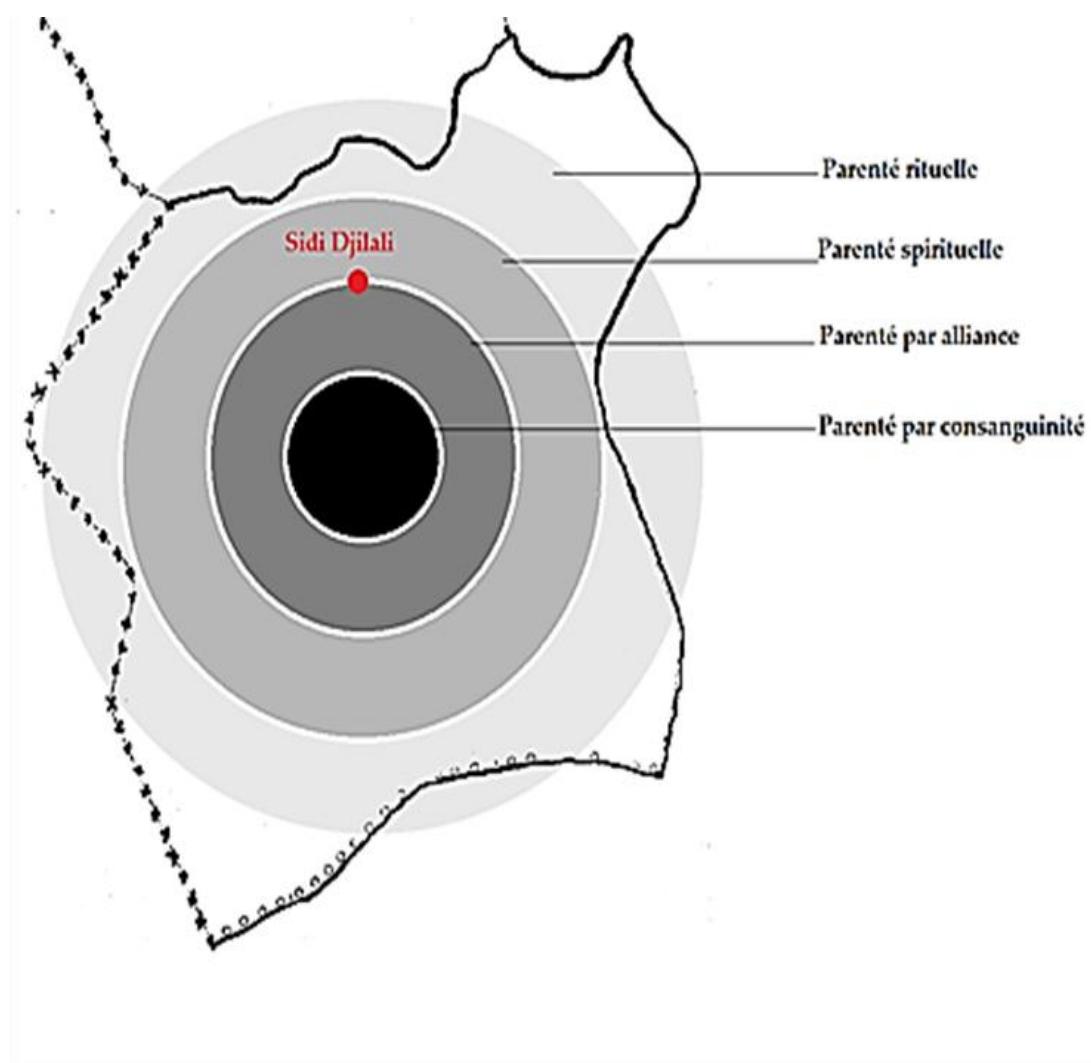 Parenté rituelle
Sidi Djilali
Parenté spirituelle
Parenté par alliance
Parenté par consanguinité